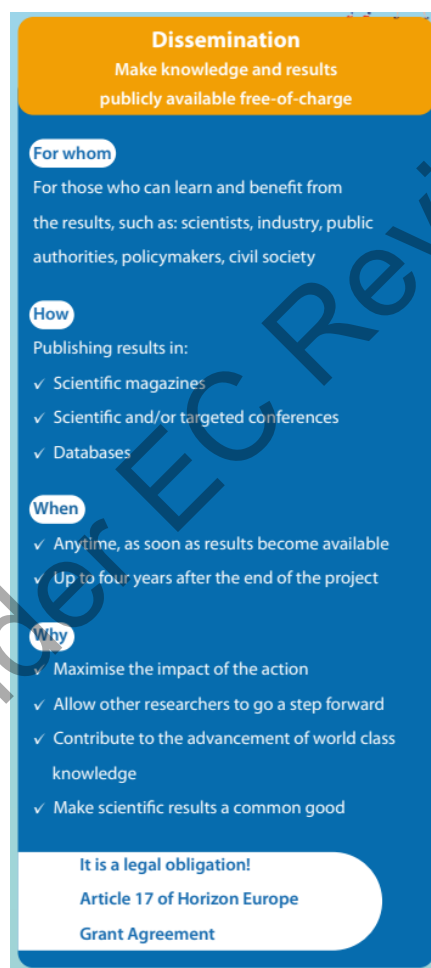 Dissemination
Make knowledge and results
publicly available free-of-charge
For whom
For those who can learn and benefit from
the results, such as: scientists, industry, public
authorities, policymakers, civil society
How
Publishing results in:
✓ Scientific magazines
✓ Scientific and/or targeted conferences
✓ Databases
When
✓ Anytime, as soon as results become available
✓ Up to four years after the end of the project
Why
✓ Maximise the impact of the action
✓ Allow other researchers to go a step forward
✓ Contribute to the advancement of world class
knowledge
✓ Make scientific results a common good
It is a legal obligation!
Article 17 of Horizon Europe
Grant Agreement
EC